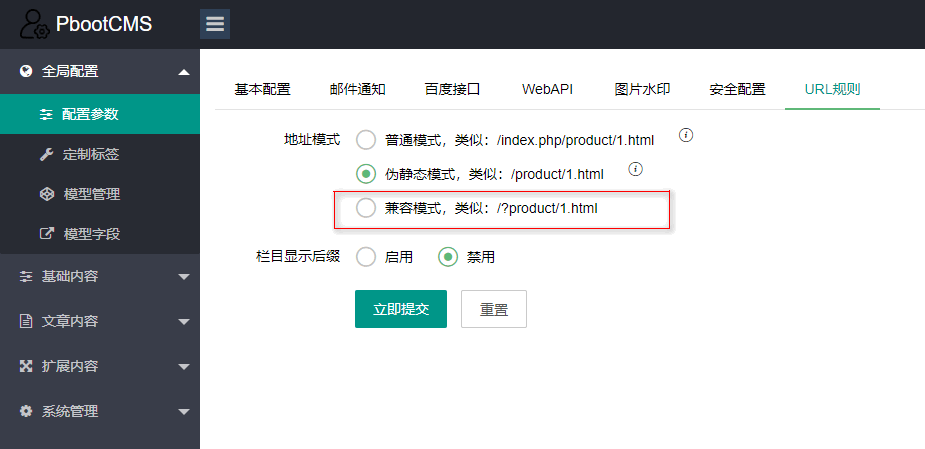 PbootCMS
全局配置
配置参数
定制标签
模型管理
模型字段
基础内容
文章内容
扩展内容
系统管理
基本配置 邮件通知 百度接口 WebAPI 图片水印 安全配置 URL规则
地址模式 普通模式，类似：/index.php/product/1.html
伪静态模式，类似：/product/1.html
兼容模式，类似：/?product/1.html
栏目显示后缀 启用 禁用
立即提交 重置